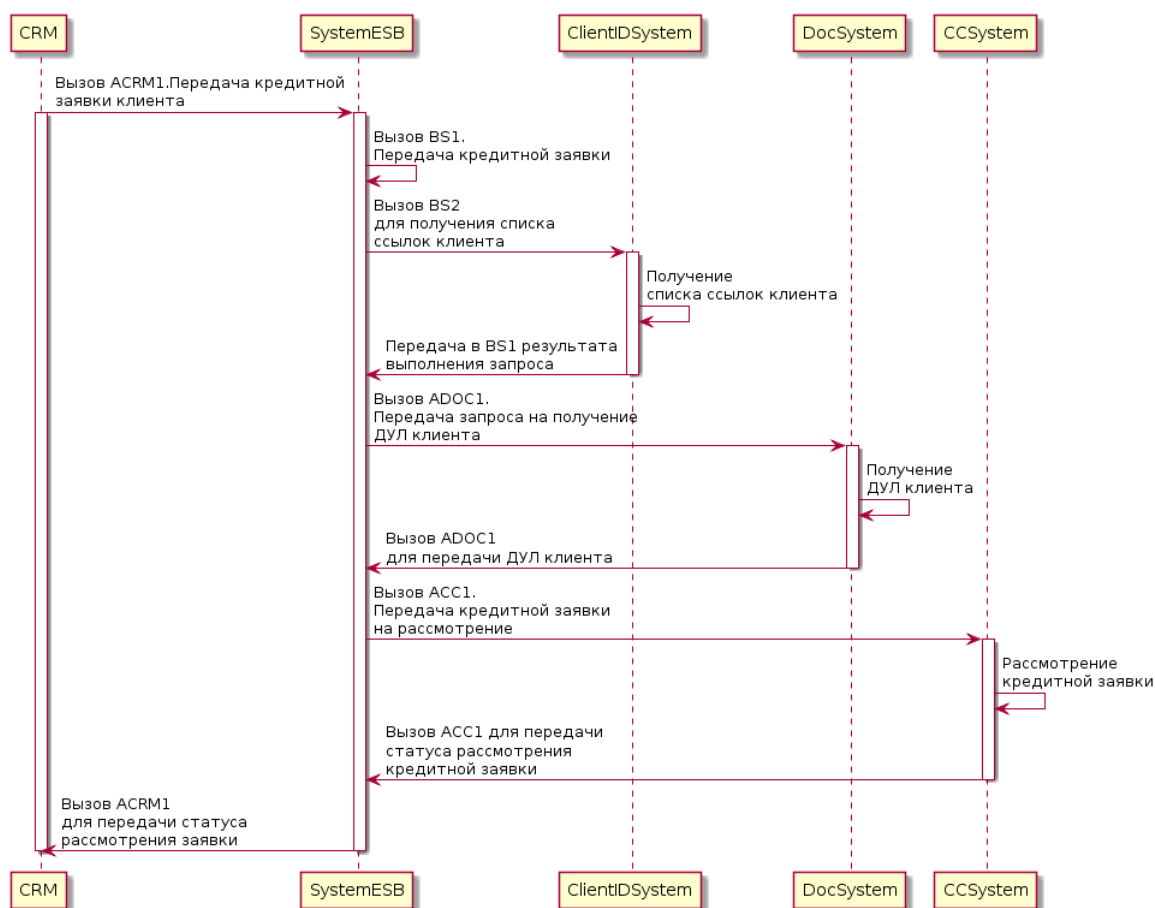 CRM
SystemESB
ClientIDSystem
DocSystem
CCSystem
Вызов ACRM1.Передача кредитной
заявки клиента
Вызов BS1.
Передача кредитной заявки
Вызов BS2
для получения списка
ссылок клиента
Получение
списка ссылок клиента
Передача в BS1 результата
выполнения запроса
Вызов ADOC1.
Передача запроса на получение
ДУЛ клиента
Получение
ДУЛ клиента
Вызов ADOC1
для передачи ДУЛ клиента
Вызов ACC1.
Передача кредитной заявки
на рассмотрение
Рассмотрение
кредитной заявки
Вызов ACC1 для передачи
статуса рассмотрения
кредитной заявки
Вызов ACRM1
для передачи статуса
рассмотрения заявки
CRM
SystemESB
ClientIDSystem
DocSystem
CCSystem